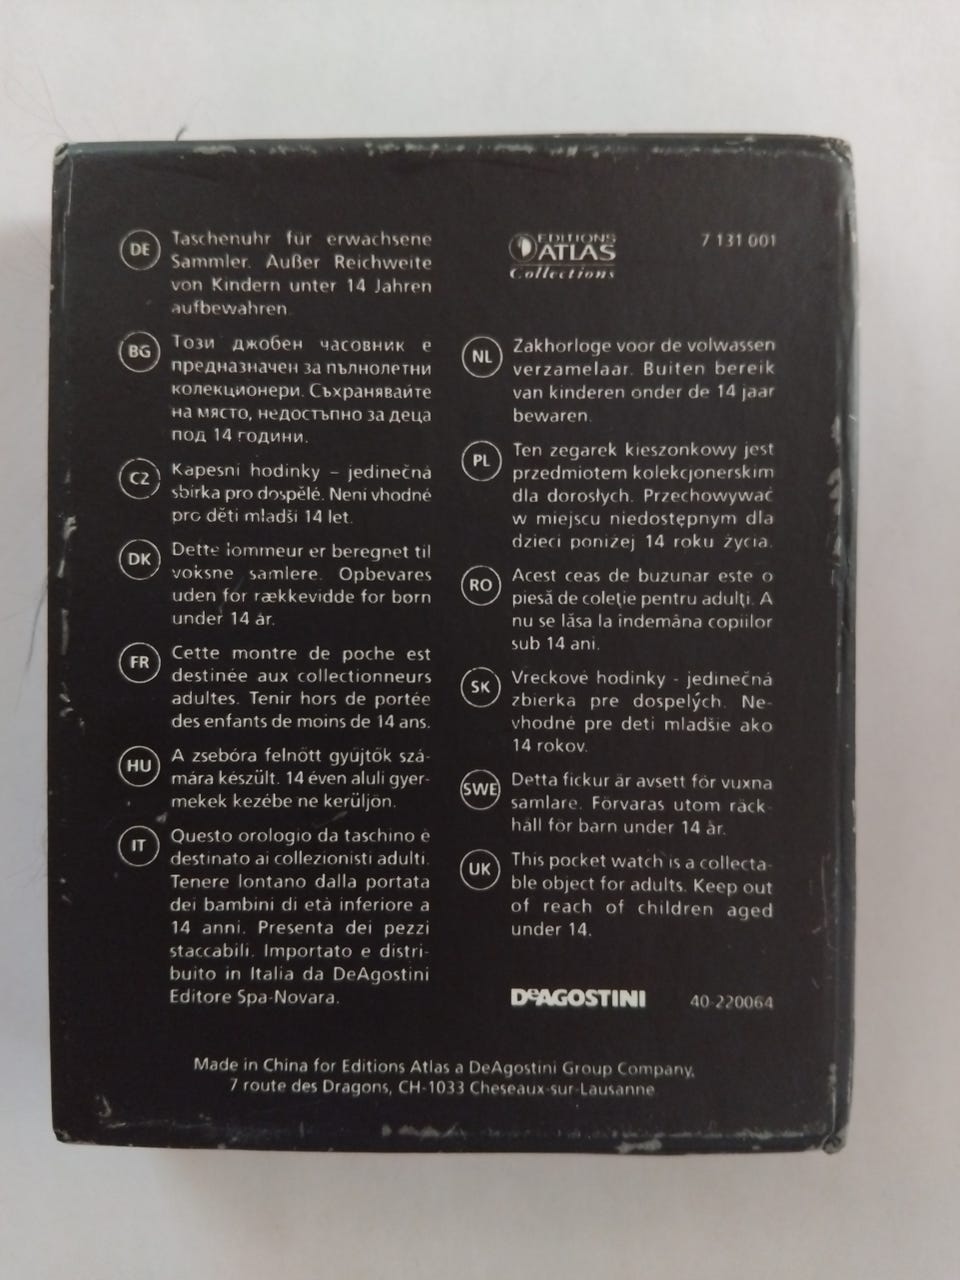 DE
Taschenuhr für erwachsene
Sammler. Außer Reichweite
von Kindern unter 14 Jahren
aufbewahren.
BG
Този джобен часовник е
предназначен за пълнолетни
колекционери. Съхранявайте
на място, недостъпно за деца
под 14 години.
CZ
Kapesní hodinky – jedinečná
sbírka pro dospělé. Není vhodné
pro děti mladší 14 let.
DK
Dette lommeur er beregnet til
voksne samlere. Opbevares
uden for rækkevidde for børn
under 14 år.
FR
Cette montre de poche est
destinée aux collectionneurs
adultes. Tenir hors de portée
des enfants de moins de 14 ans.
HU
A zsebóra felnőtt gyűjtők szá-
mára készült. 14 éven aluli gyer-
mekek kezébe ne kerüljön.
IT
Questo orologio da taschino è
destinato ai collezionisti adulti.
Tenere lontano dalla portata
dei bambini di età inferiore a
14 anni. Presenta dei pezzi
staccabili. Importato e distri-
buito in Italia da DeAgostini
Editore Spa-Novara.
EDITIONS
ATLAS
Collections
7 131 001
NL
Zakhorloge voor de volwassen
verzamelaar. Buiten bereik
van kinderen onder de 14 jaar
bewaren.
PL
Ten zegarek kieszonkowy jest
przedmiotem kolekcjonerskim
dla dorosłych. Przechowywać
w miejscu niedostępnym dla
dzieci poniżej 14 roku życia.
RO
Acest ceas de buzunar este o
piesă de coleţie pentru adulţi. A
nu se lăsa la îndemâna copiilor
sub 14 ani.
SK
Vreckové hodinky - jedinečná
zbierka pre dospelých. Ne-
vhodné pre deti mladšie ako
14 rokov.
SWE
Detta fickur är avsett för vuxna
samlare. Förvaras utom räck-
håll för barn under 14 år.
UK
This pocket watch is a collecta-
ble object for adults. Keep out
of reach of children aged
under 14.
DeAGOSTINI
40-220064
Made in China for Editions Atlas a DeAgostini Group Company,
7 route des Dragons, CH-1033 Cheseaux-sur-Lausanne